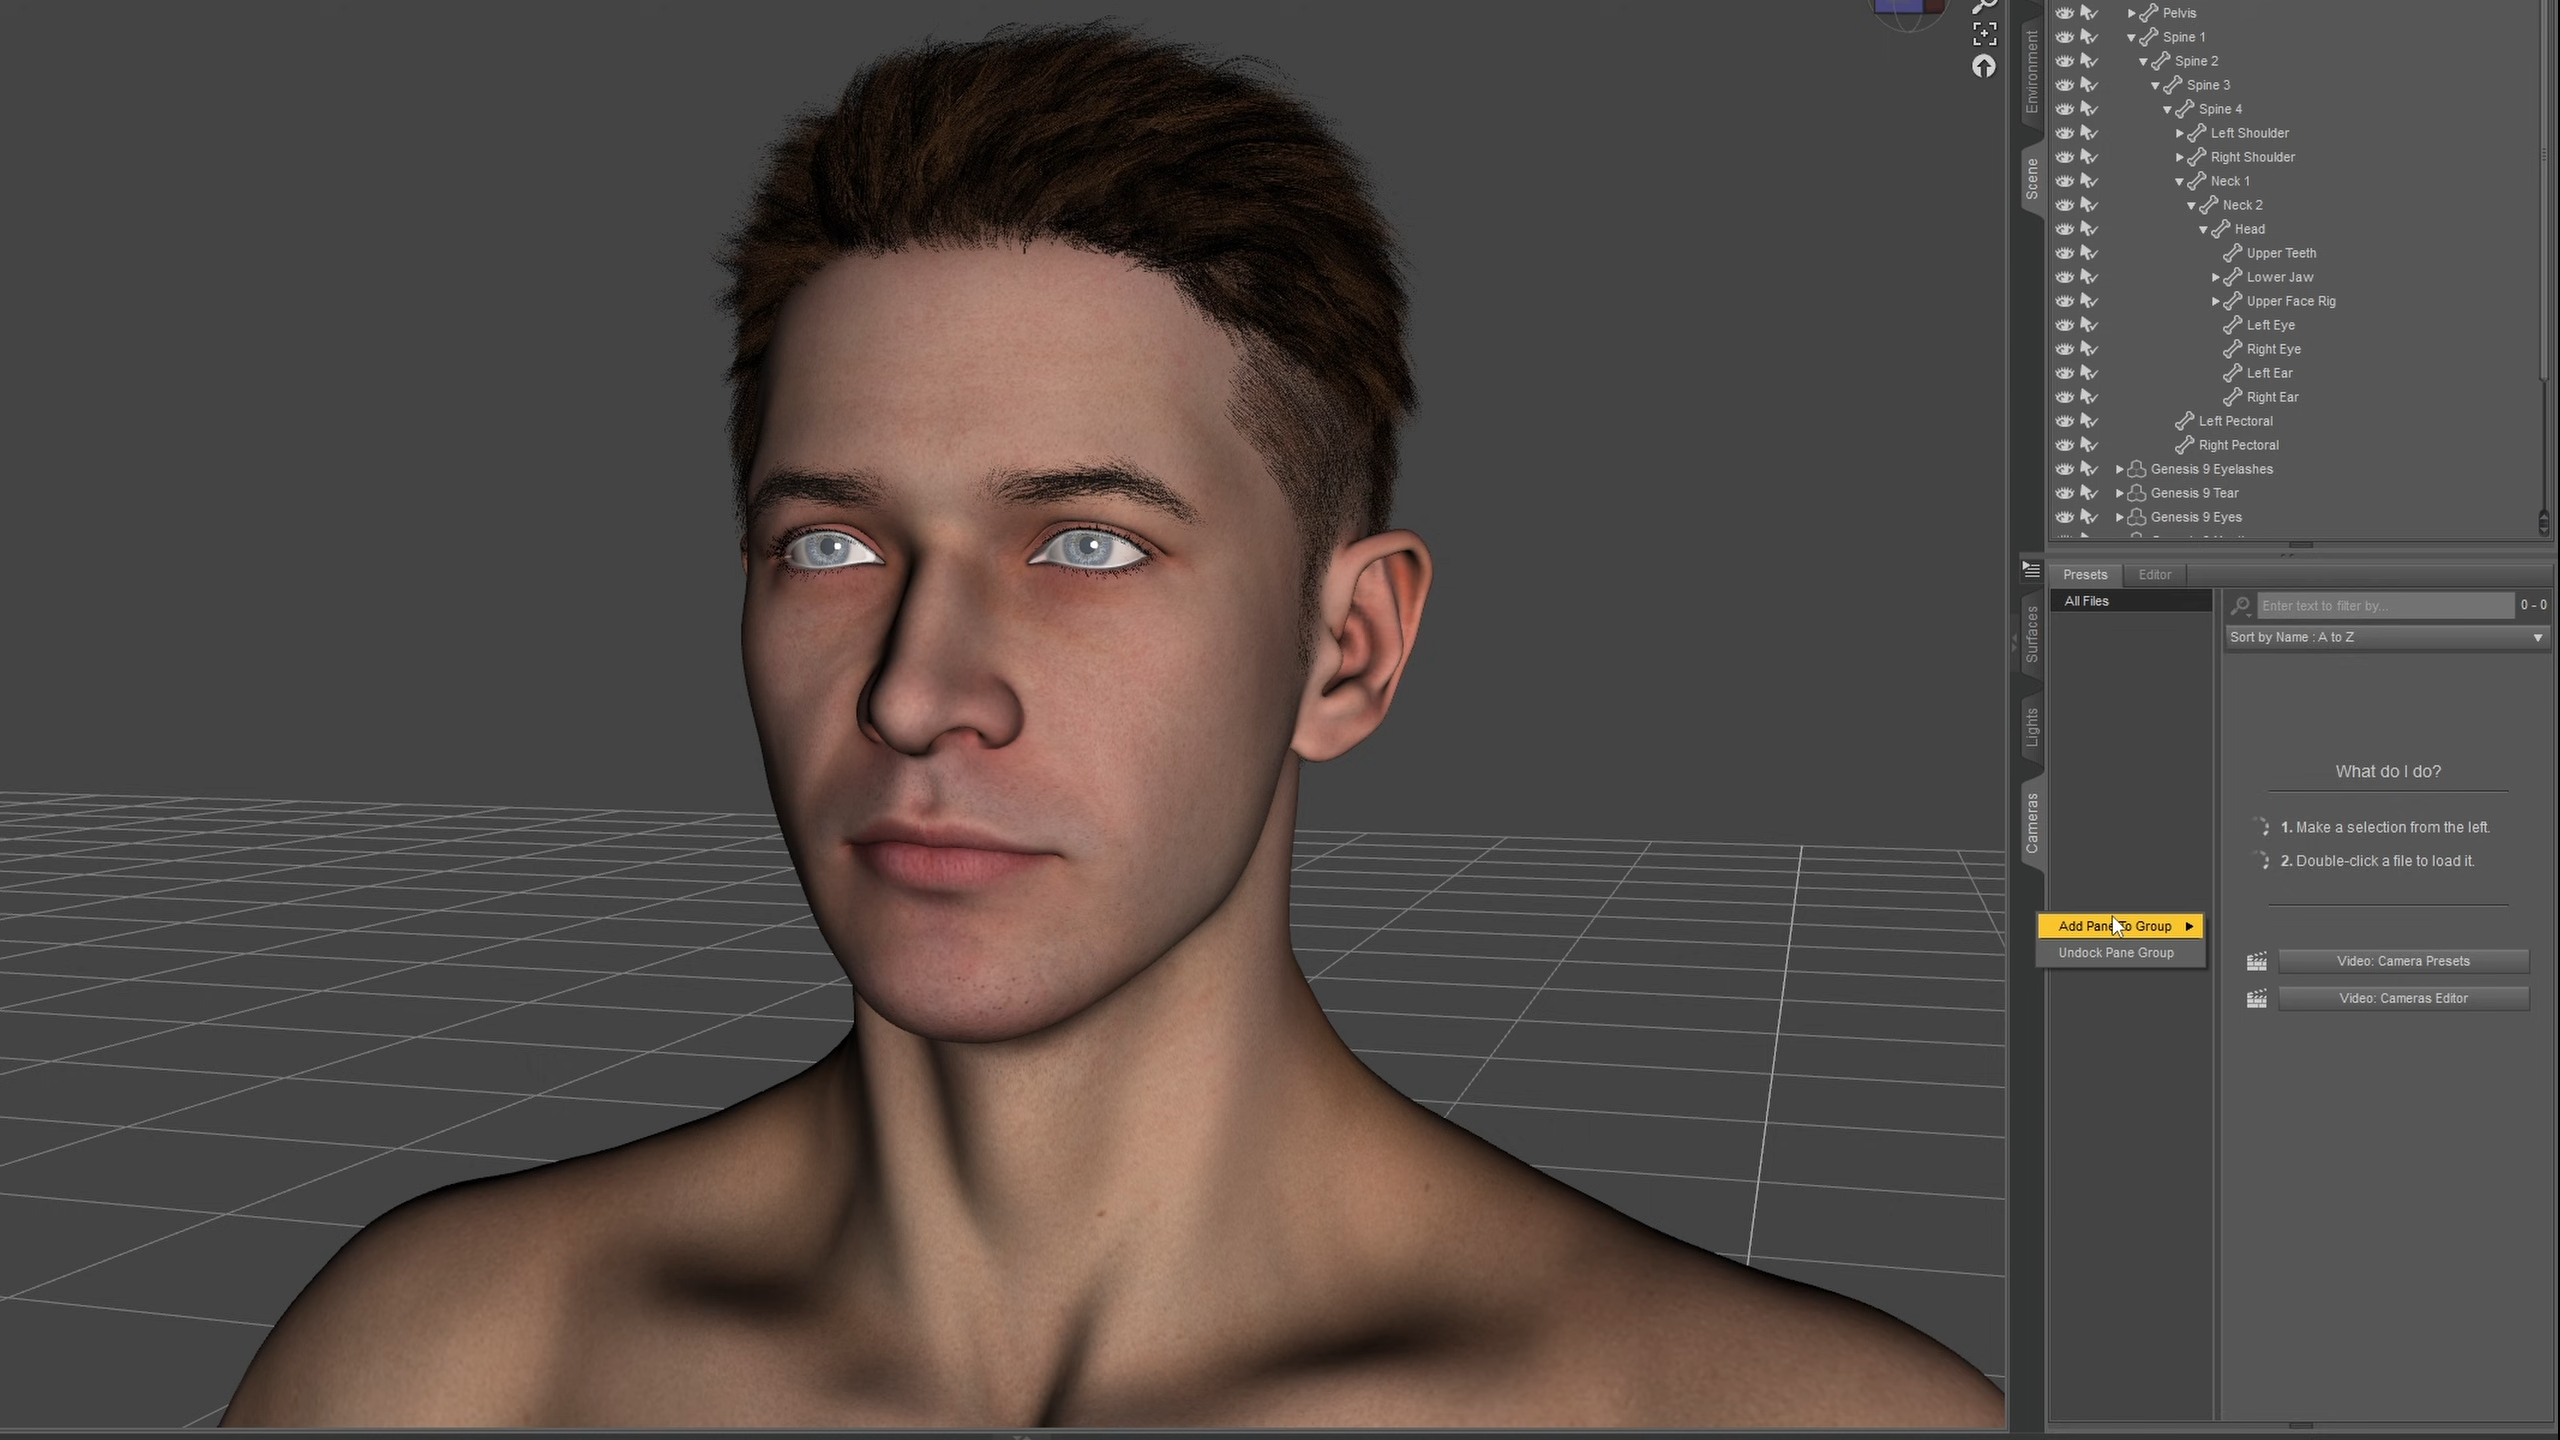 Environment
Scene
Pelvis
Spine 1
Spine 2
Spine 3
Spine 4
Left Shoulder
Right Shoulder
Neck 1
Neck 2
Head
Upper Teeth
Lower Jaw
Upper Face Rig
Left Eye
Right Eye
Left Ear
Right Ear
Left Pectoral
Right Pectoral
Genesis 9 Eyelashes
Genesis 9 Tear
Genesis 9 Eyes
Surfaces
Lights
Cameras
Presets Editor
All Files
Enter text to filter by... 0 - 0
Sort by Name : A to Z
What do I do?
1. Make a selection from the left.
2. Double-click a file to load it.
Add Pane To Group
Undock Pane Group
Video: Camera Presets
Video: Cameras Editor